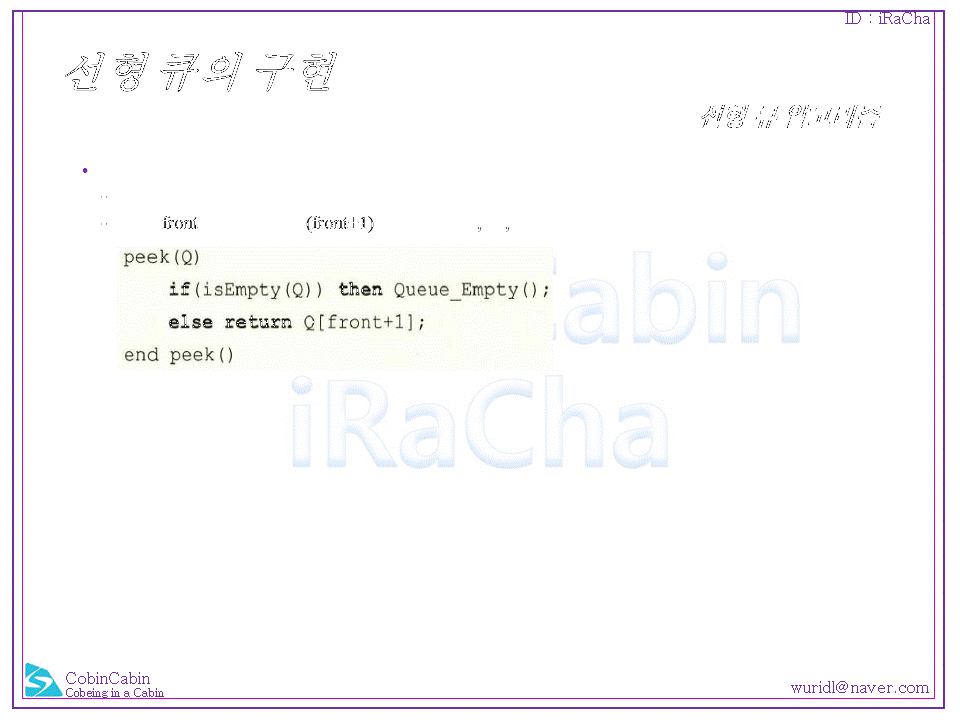 ID : iRaCha
선형 큐의 구현
선형 큐 알고리즘
•
front (front+1) , ,
peek(Q)
if(isEmpty(Q)) then Queue_Empty();
else return Q[front+1];
end peek()
Cabin
iRaCha
CobinCabin
Cobeing in a Cabin
wuridl@naver.com